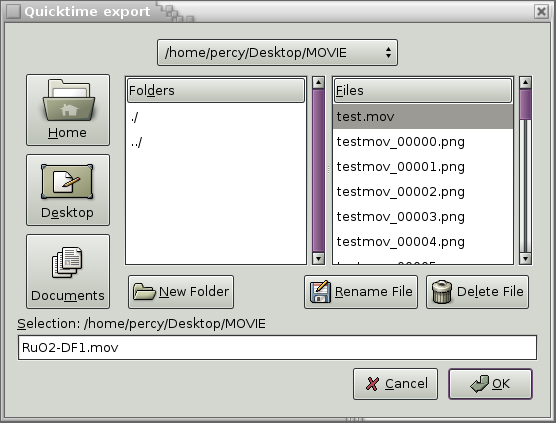 Quicktime export
/home/percy/Desktop/MOVIE
Home
Desktop
Documents
Folders
./
../
Files
test.mov
testmov_00000.png
testmov_00001.png
testmov_00002.png
testmov_00003.png
testmov_00004.png
New Folder
Rename File
Delete File
Selection: /home/percy/Desktop/MOVIE
RuO2-DF1.mov
Cancel
OK